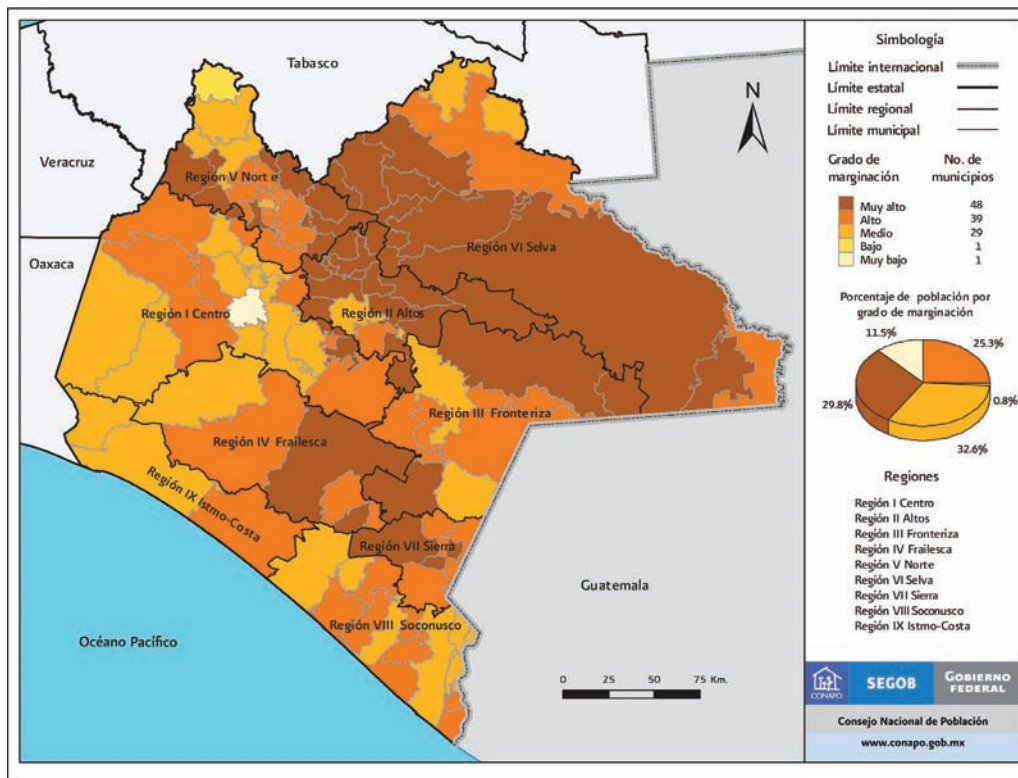 Tabasco
Veracruz
Oaxaca
N
Región V Nort e
Región VI Selva
Región I Centro
Región II Altos
Región III Fronteriza
Región IV Frailesca
Región IX Istmo-Costa
Región VII Sierra
Región VIII Soconusco
Guatemala
Océano Pacífico
0 25 50 75 Km.
Simbología
Límite internacional
Límite estatal
Límite regional
Límite municipal
Grado de marginación No. de municipios
Muy alto 48
Alto 39
Medio 29
Bajo 1
Muy bajo 1
Porcentaje de población por
grado de marginación
11.5%
25.3%
0.8%
29.8%
32.6%
Regiones
Región I Centro
Región II Altos
Región III Fronteriza
Región IV Frailesca
Región V Norte
Región VI Selva
Región VII Sierra
Región VIII Soconusco
Región IX Istmo-Costa
CONAPO
SEGOB
GOBIERNO
FEDERAL
Consejo Nacional de Población
www.conapo.gob.mx